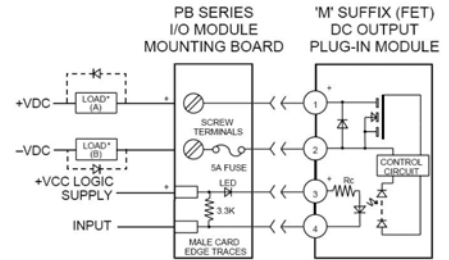 PB SERIES
I/O MODULE
MOUNTING BOARD
'M' SUFFIX (FET)
DC OUTPUT
PLUG-IN MODULE
+VDC
LOAD*
(A)
+
SCREW
TERMINALS
1
+
–VDC
LOAD*
(B)
5A FUSE
2
CONTROL
CIRCUIT
+VCC LOGIC
SUPPLY
+
LED
3
+
Rc
3.3K
INPUT
4
MALE CARD
EDGE TRACES